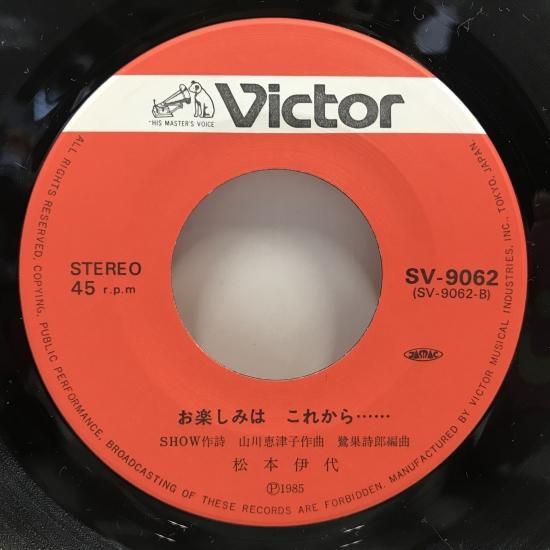 Victor
"HIS MASTER'S VOICE"
STEREO
45 r.p.m
SV-9062
(SV-9062-B)
JASRAC
お楽しみは これから……
SHOW作詩 山川恵津子作曲 鷺巣詩郎編曲
松本伊代
Ⓟ1985
ALL RIGHTS RESERVED, COPYING, PUBLIC PERFORMANCE, BROADCASTING OF THESE RECORDS ARE FORBIDDEN. MANUFACTURED BY VICTOR MUSICAL INDUSTRIES, INC., TOKYO, JAPAN.